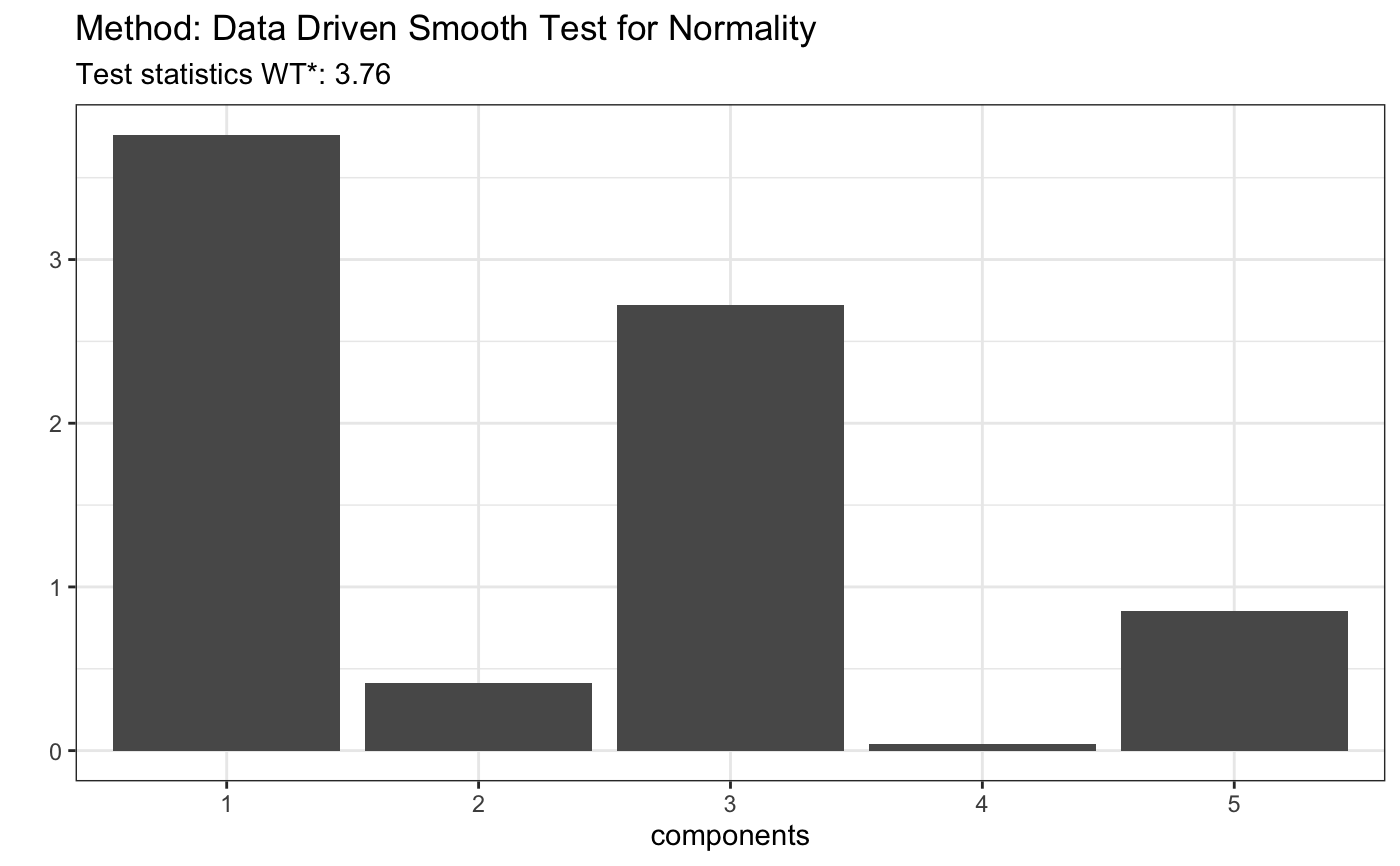 Method: Data Driven Smooth Test for Normality
Test statistics WT*: 3.76
3
2
1
0
1 2 3 4 5
components